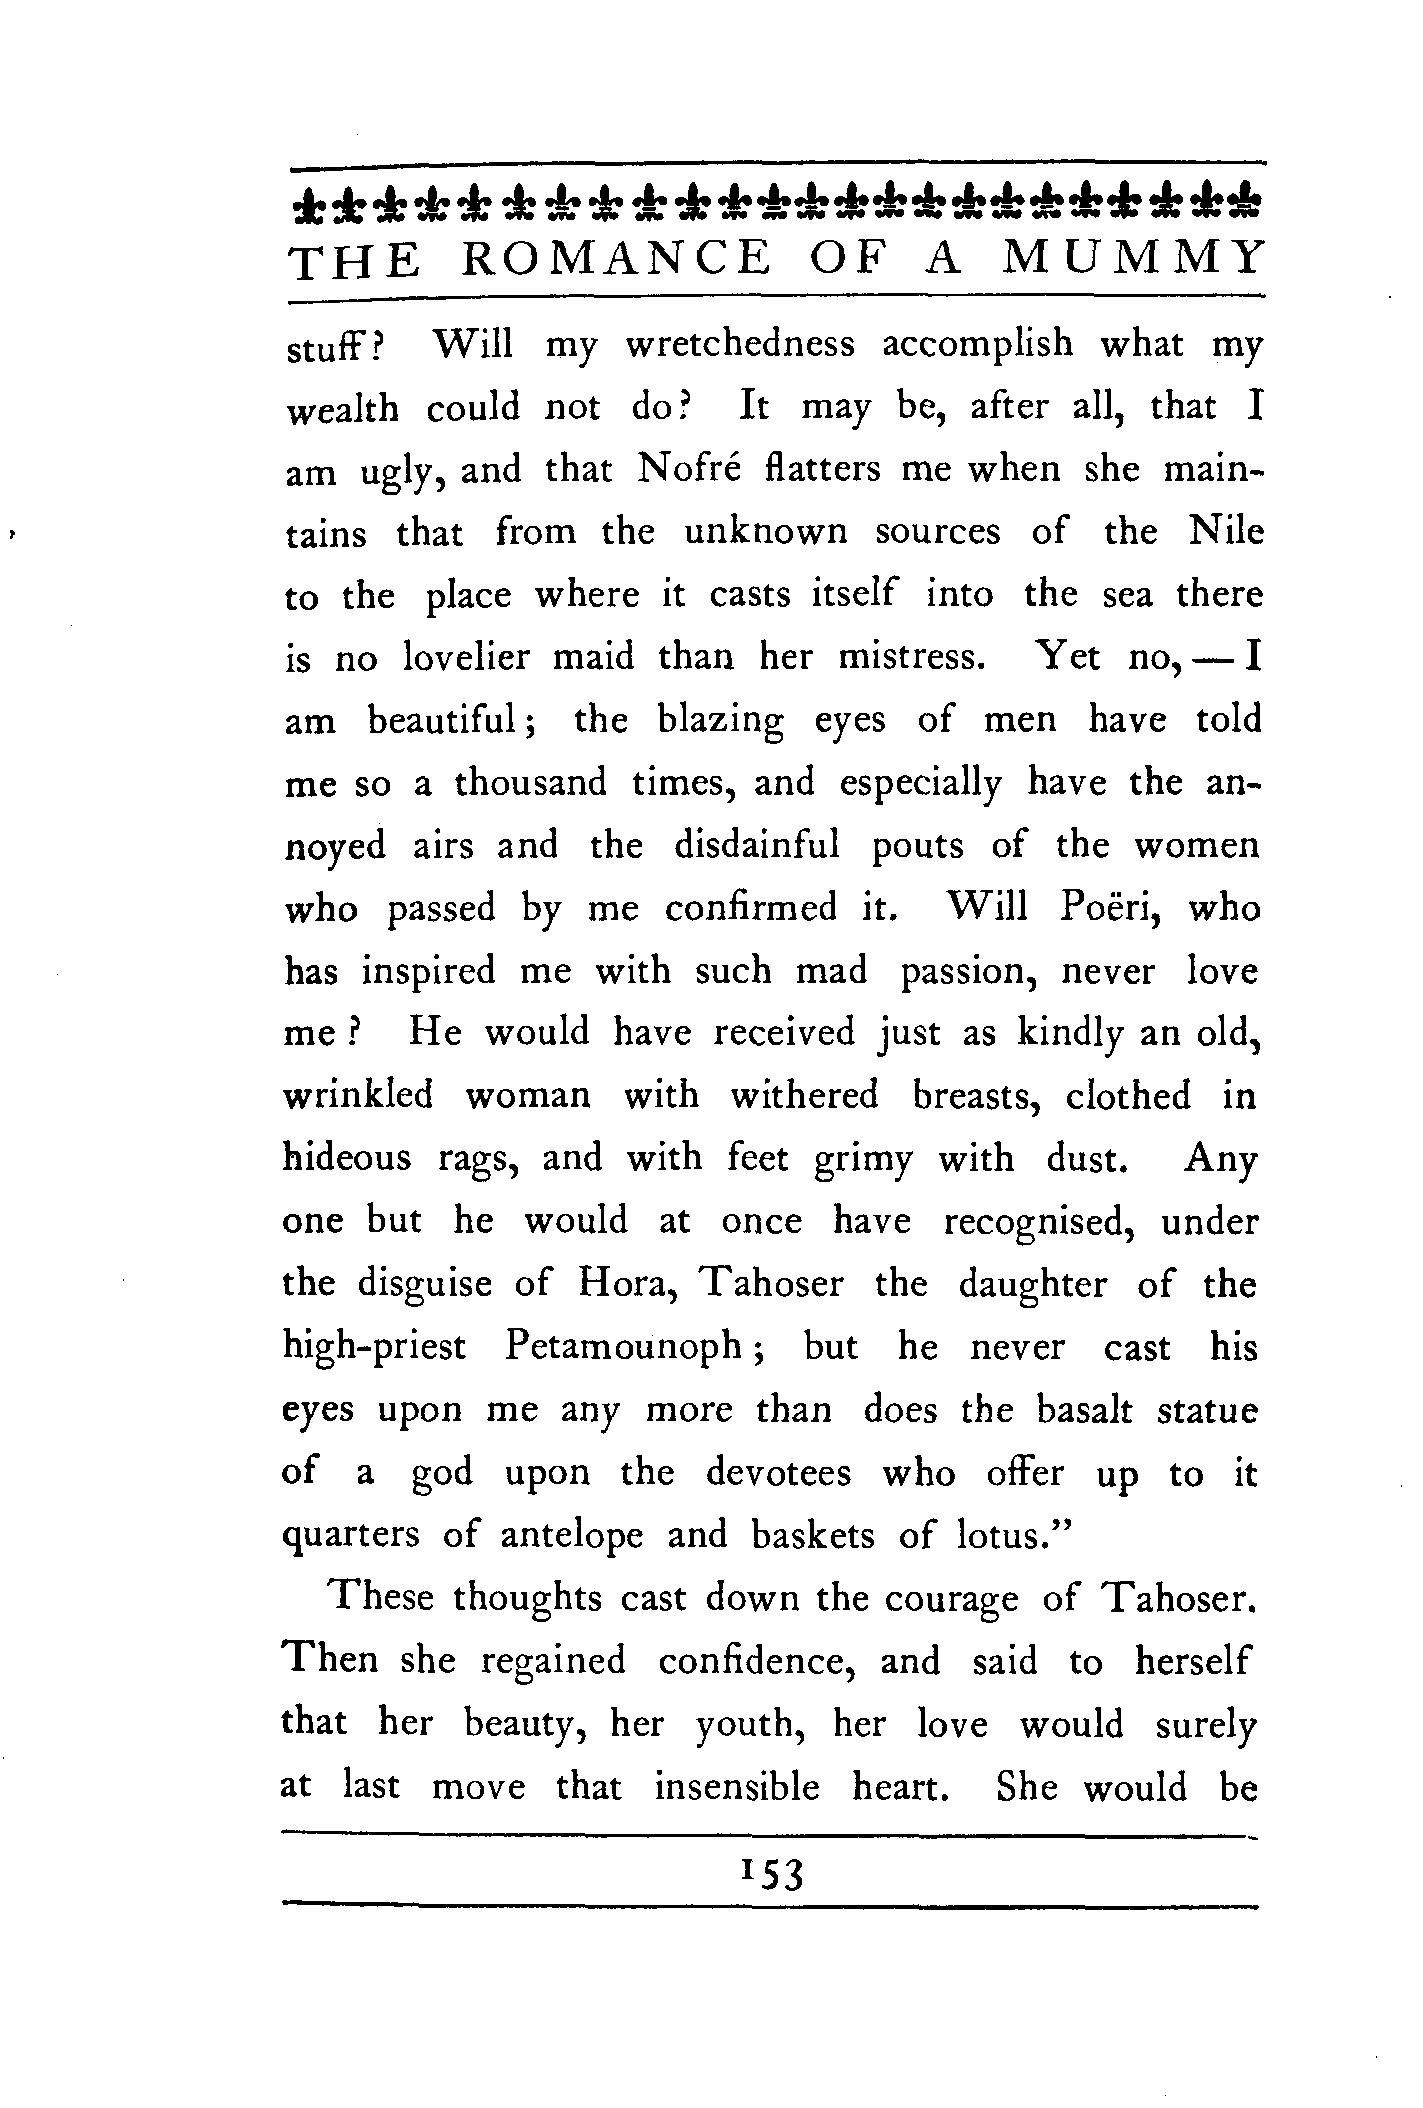 THE ROMANCE OF A MUMMY
stuff? Will my wretchedness accomplish what my
wealth could not do? It may be, after all, that I
am ugly, and that Nofré flatters me when she main-
tains that from the unknown sources of the Nile
to the place where it casts itself into the sea there
is no lovelier maid than her mistress. Yet no, — I
am beautiful; the blazing eyes of men have told
me so a thousand times, and especially have the an-
noyed airs and the disdainful pouts of the women
who passed by me confirmed it. Will Poëri, who
has inspired me with such mad passion, never love
me? He would have received just as kindly an old,
wrinkled woman with withered breasts, clothed in
hideous rags, and with feet grimy with dust. Any
one but he would at once have recognised, under
the disguise of Hora, Tahoser the daughter of the
high-priest Petamounoph; but he never cast his
eyes upon me any more than does the basalt statue
of a god upon the devotees who offer up to it
quarters of antelope and baskets of lotus."
These thoughts cast down the courage of Tahoser.
Then she regained confidence, and said to herself
that her beauty, her youth, her love would surely
at last move that insensible heart. She would be
153